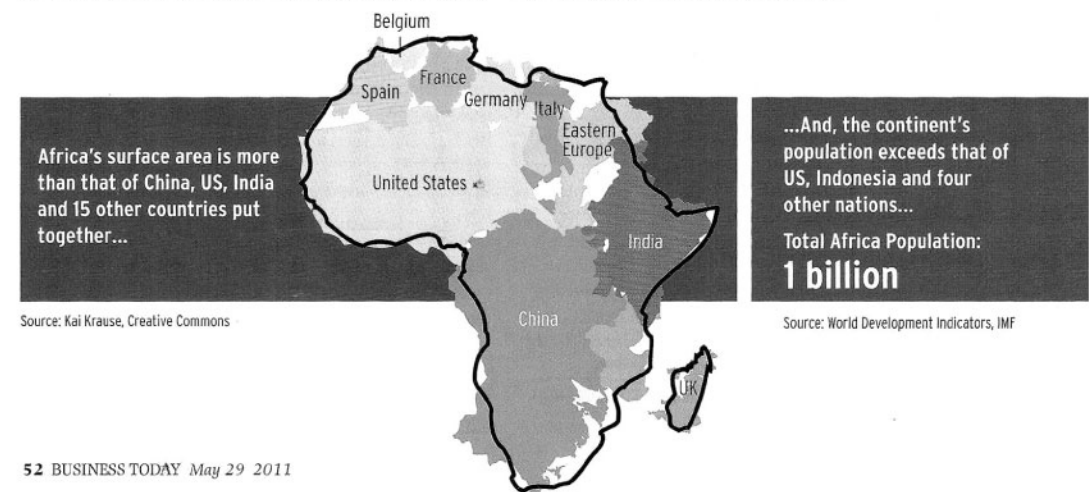 Belgium
Spain
France
Germany
Italy
Eastern
Europe
Africa's surface area is more
than that of China, US, India
and 15 other countries put
together...
United States
India
China
UK
...And, the continent's
population exceeds that of
US, Indonesia and four
other nations...
Total Africa Population:
1 billion
Source: Kai Krause, Creative Commons
Source: World Development Indicators, IMF
52 BUSINESS TODAY May 29 2011